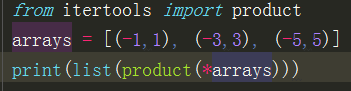 from itertools import product
arrays = [(-1,1), (-3,3), (-5,5)]
print(list(product(*arrays)))